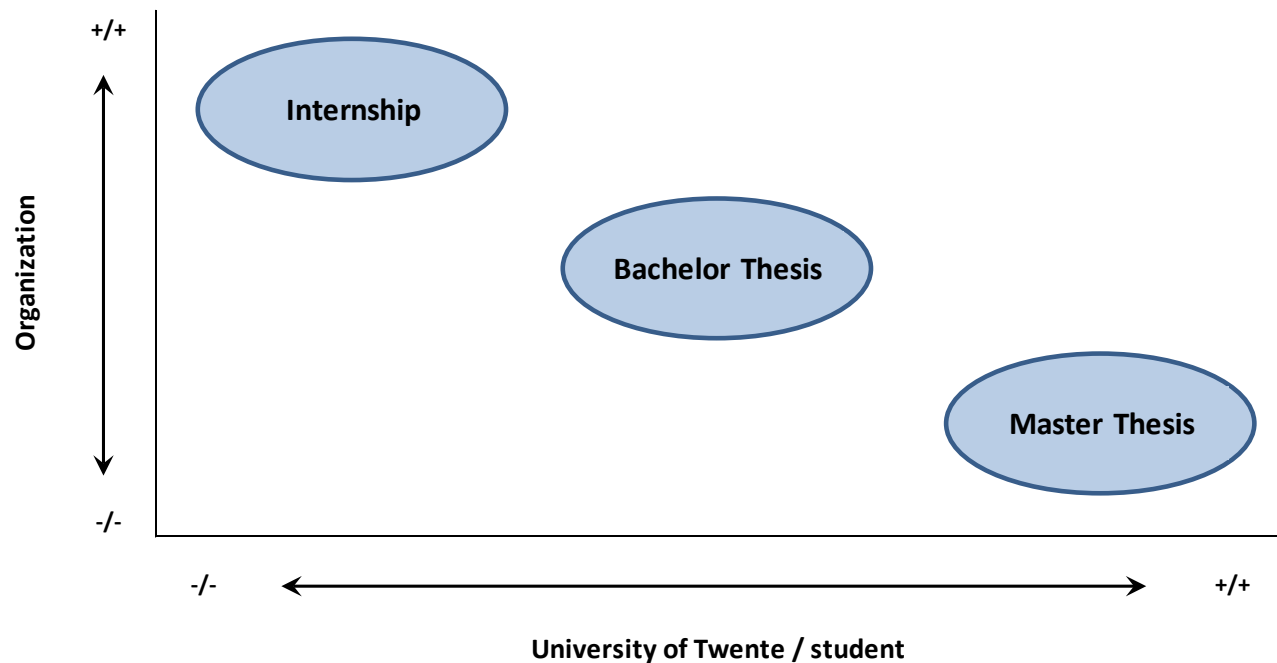 +/+
Internship
Organization
Bachelor Thesis
Master Thesis
-/-
-/-
+/+
University of Twente / student